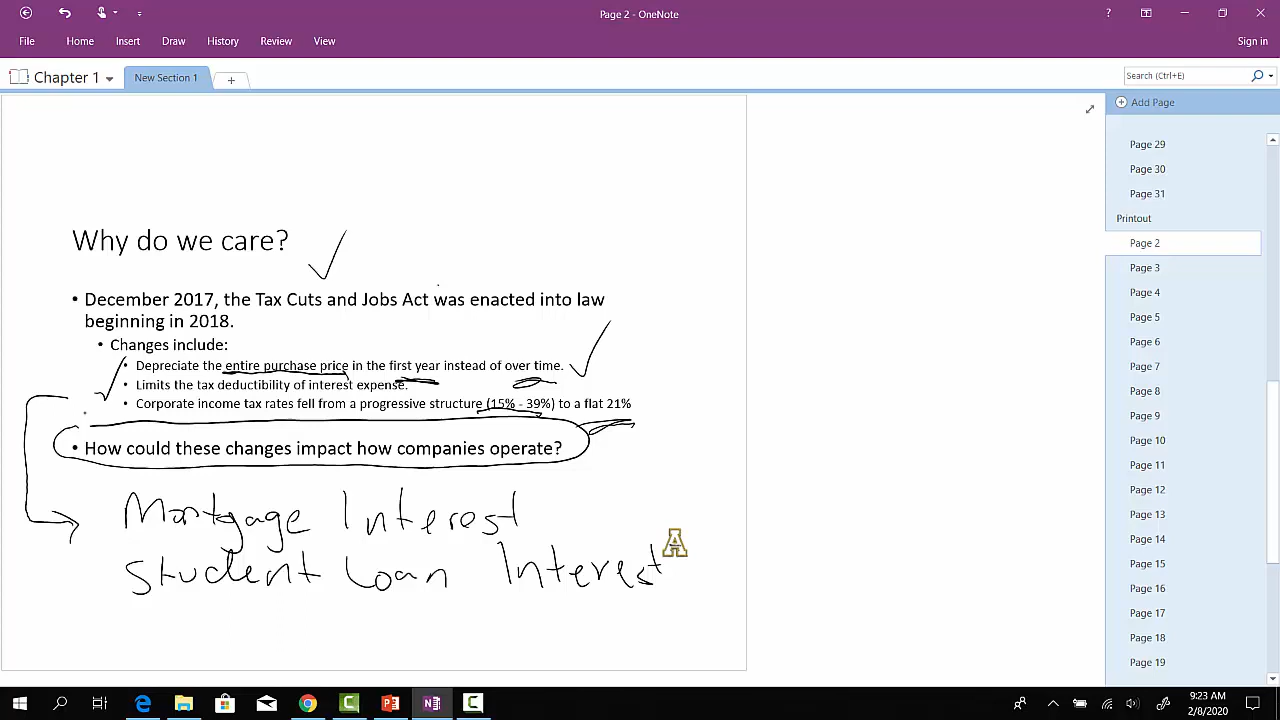 Page 2 - OneNote
?
File Home Insert Draw History Review View
Sign in
Chapter 1
New Section 1
+
Search (Ctrl+E)
Add Page
Page 29
Page 30
Page 31
Printout
Page 2
Page 3
Page 4
Page 5
Page 6
Page 7
Page 8
Page 9
Page 10
Page 11
Page 12
Page 13
Page 14
Page 15
Page 16
Page 17
Page 18
Page 19
Why do we care?
• December 2017, the Tax Cuts and Jobs Act was enacted into law
beginning in 2018.
• Changes include:
• Depreciate the entire purchase price in the first year instead of over time.
• Limits the tax deductibility of interest expense.
• Corporate income tax rates fell from a progressive structure (15% - 39%) to a flat 21%
• How could these changes impact how companies operate?
Mortgage Interest
Student Loan Interest
A
9:23 AM
2/8/2020